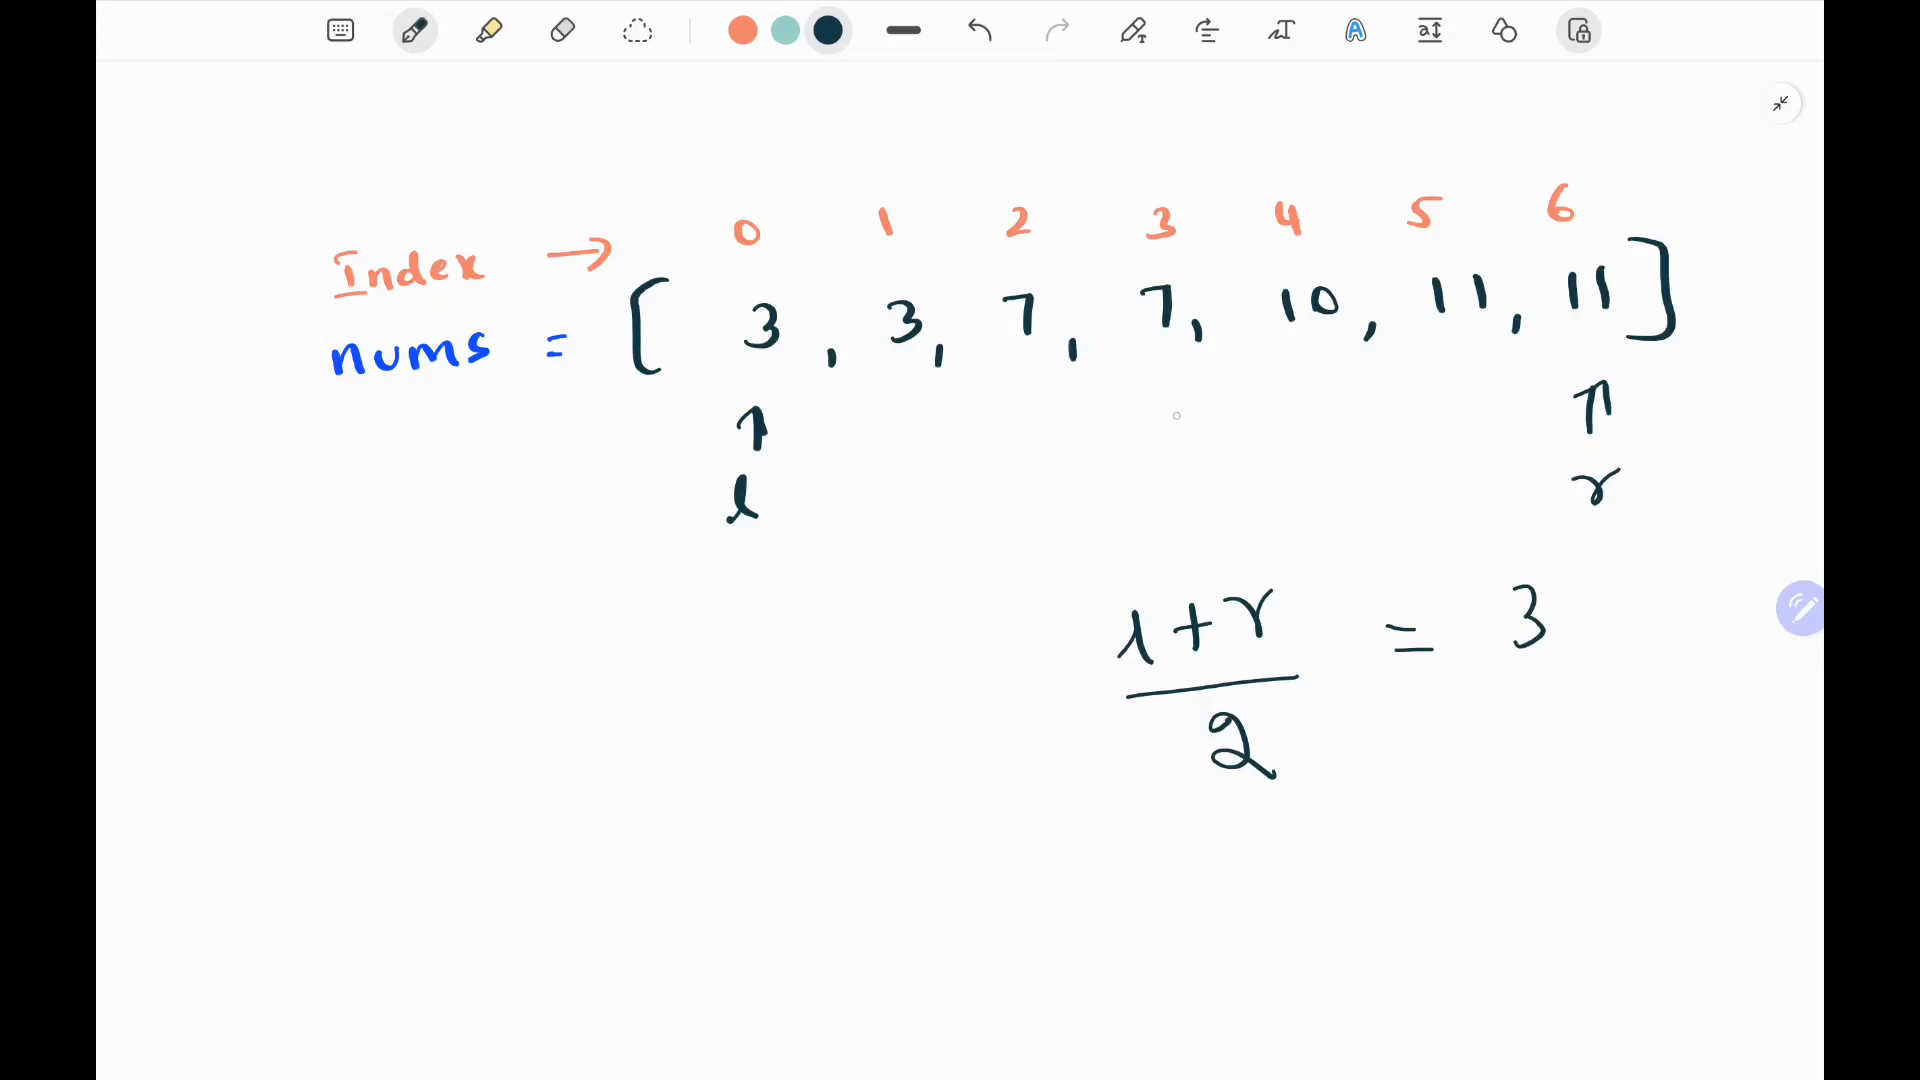 0 1 2 3 4 5 6
Index →
nums = [ 3 , 3 , 7 , 7 , 10 , 11 , 11 ]
↑ ↑
l r
l + r = 3
2